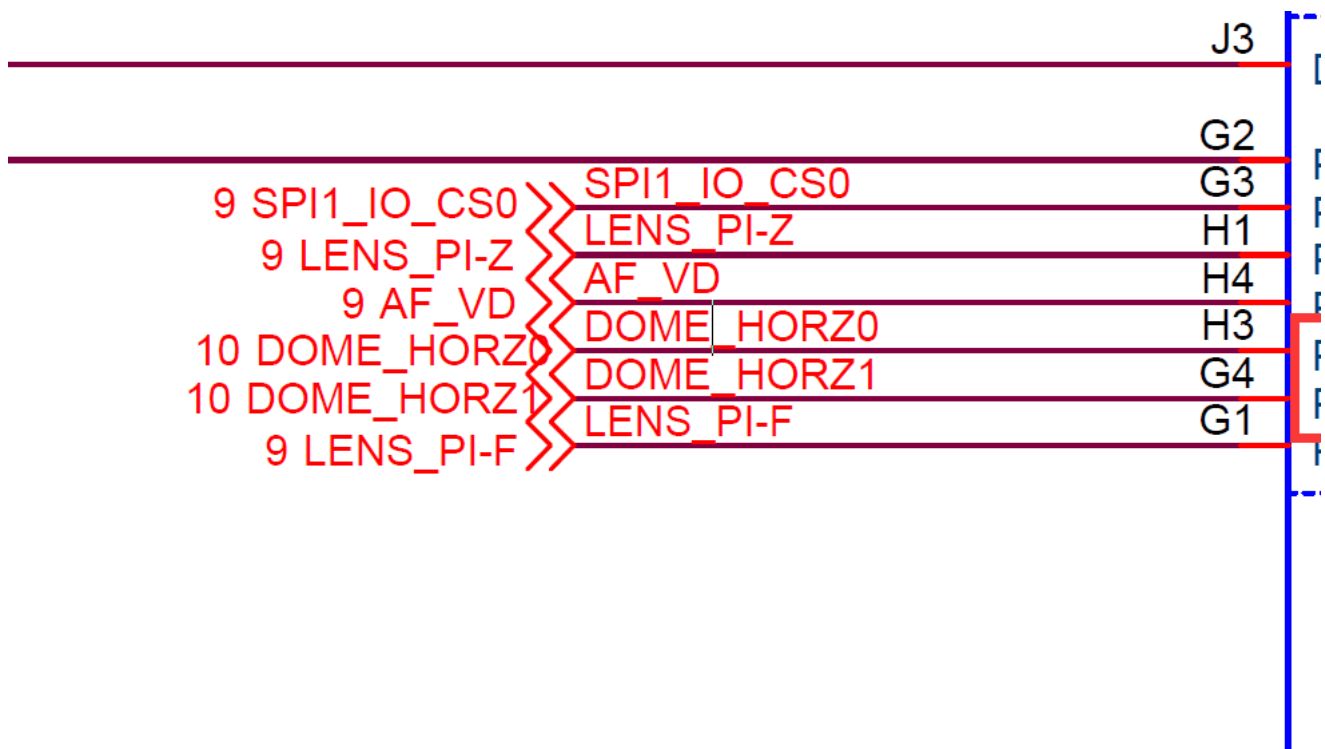 J3
G2
SPI1_IO_CS0 G3
9 SPI1_IO_CS0
LENS_PI-Z H1
9 LENS_PI-Z
AF_VD H4
9 AF_VD
DOME_HORZ0 H3
10 DOME_HORZ0
DOME_HORZ1 G4
10 DOME_HORZ1
LENS_PI-F G1
9 LENS_PI-F